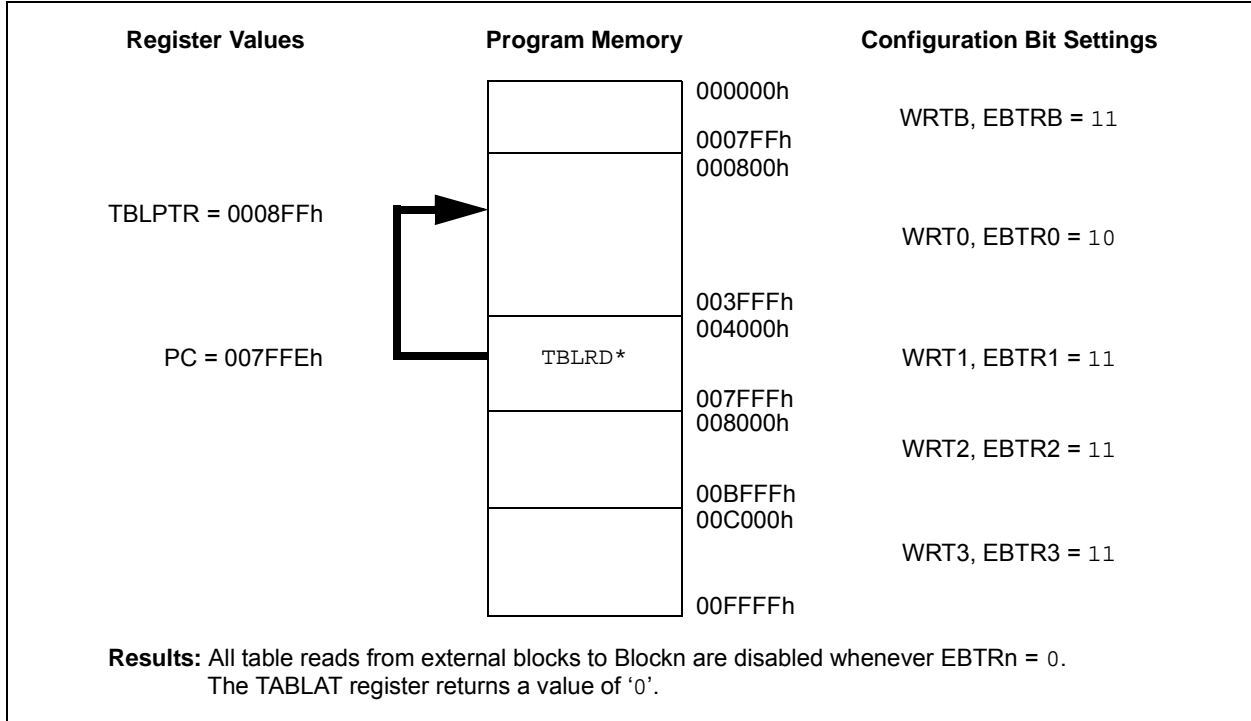 Register Values
Program Memory
Configuration Bit Settings
000000h
WRTB, EBTRB = 11
0007FFh
000800h
TBLPTR = 0008FFh
WRT0, EBTR0 = 10
003FFFh
004000h
PC = 007FFEh
TBLRD*
WRT1, EBTR1 = 11
007FFFh
008000h
WRT2, EBTR2 = 11
00BFFFh
00C000h
WRT3, EBTR3 = 11
00FFFFh
Results: All table reads from external blocks to Blockn are disabled whenever EBTRn = 0.
The TABLAT register returns a value of ‘0’.